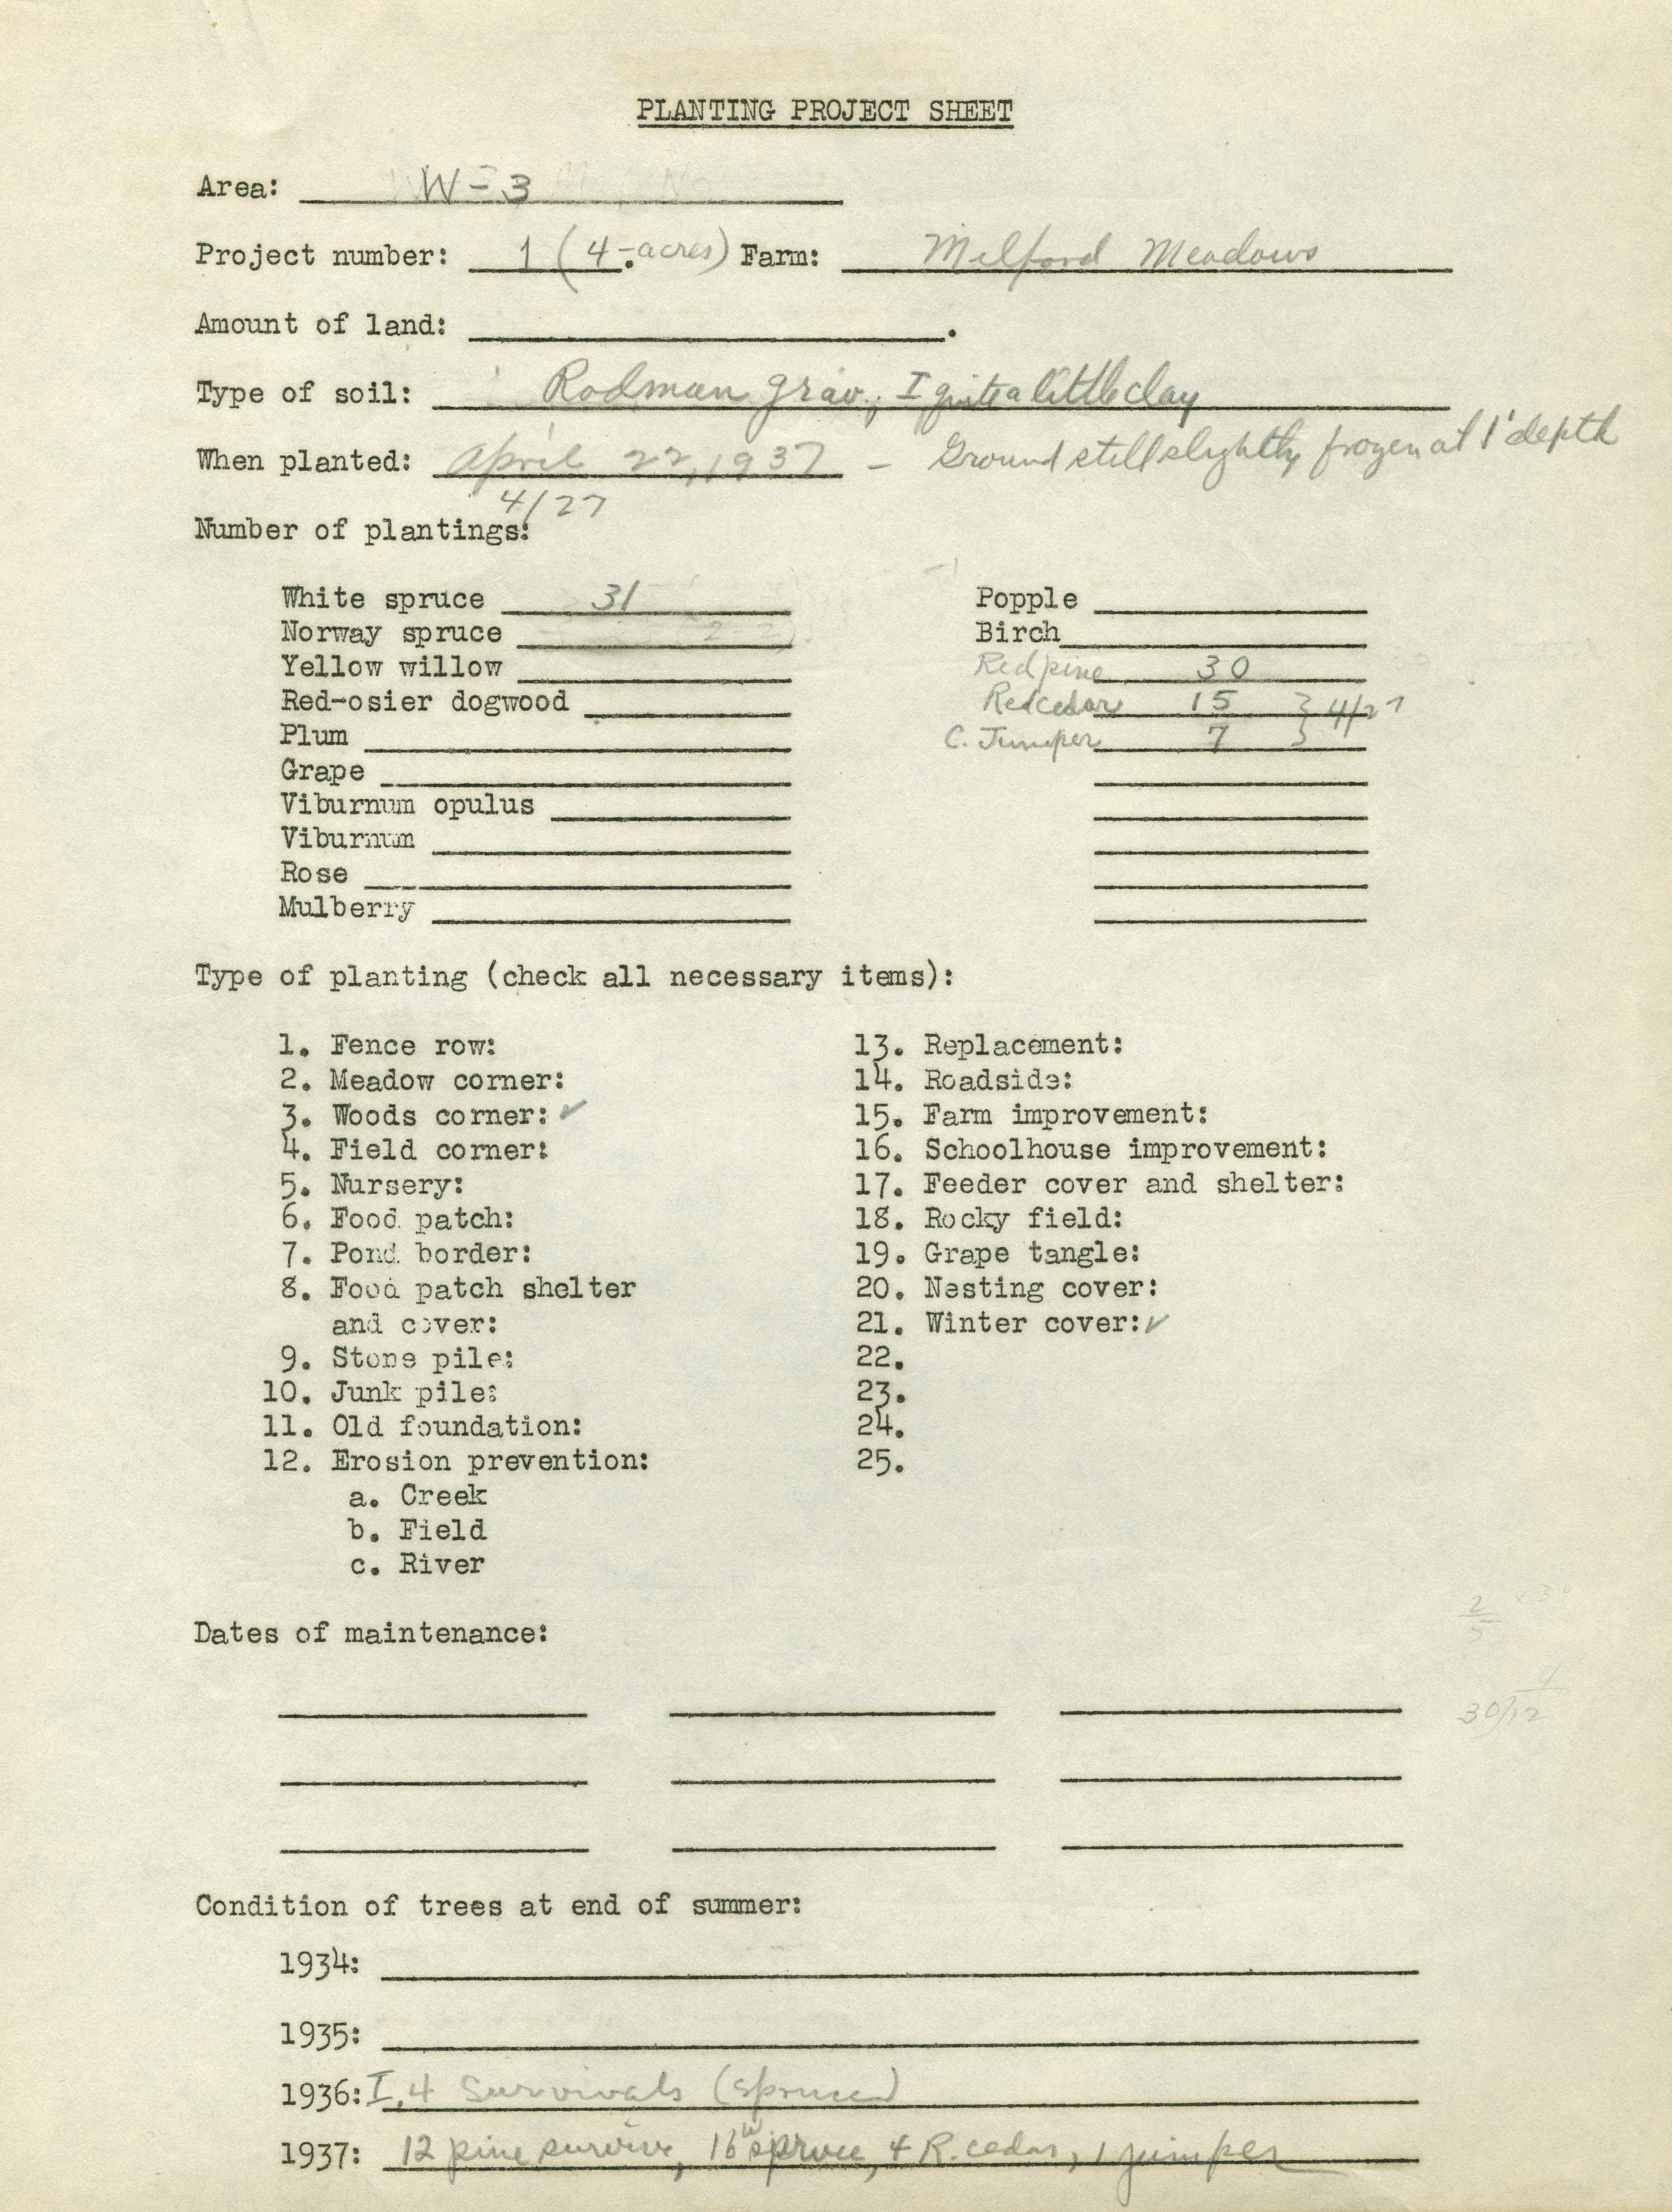 PLANTING PROJECT SHEET
Area: W-3
Project number: 1 (4-acres) Farm: Milford Meadows
Amount of land: .
Type of soil: Rodman grav.; I quite a little clay
When planted: April 22, 1937 - Ground still slightly frozen at 1' depth
4/27
Number of plantings:
White spruce 31 Popple
Norway spruce Birch
Yellow willow Red pine 30
Red-osier dogwood Red cedar 15 } 4/27
Plum C. Juniper 7 }
Grape
Viburnum opulus
Viburnum
Rose
Mulberry
Type of planting (check all necessary items):
1. Fence row: 13. Replacement:
2. Meadow corner: 14. Roadside:
3. Woods corner: ✓ 15. Farm improvement:
4. Field corner: 16. Schoolhouse improvement:
5. Nursery: 17. Feeder cover and shelter:
6. Food patch: 18. Rocky field:
7. Pond border: 19. Grape tangle:
8. Food patch shelter 20. Nesting cover:
and cover: 21. Winter cover: ✓
9. Stone pile: 22.
10. Junk pile: 23.
11. Old foundation: 24.
12. Erosion prevention: 25.
a. Creek
b. Field
c. River
Dates of maintenance:
30/12
Condition of trees at end of summer:
1934:
1935:
1936: I, 4 Survivals (spruce)
1937: 12 pine survive, 16 w spruce, 4 R. cedar, 1 juniper